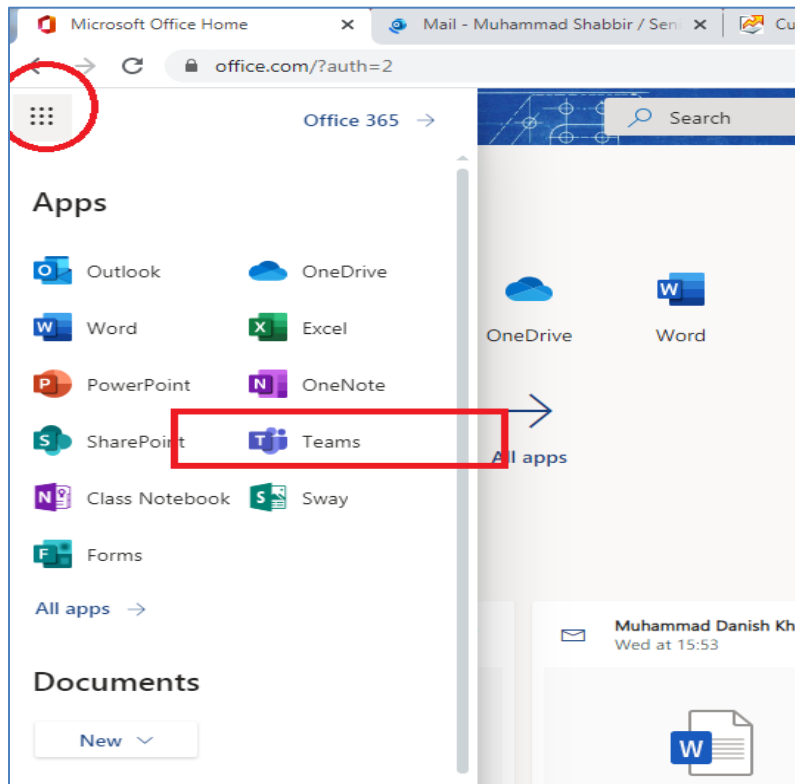 Microsoft Office Home
Mail - Muhammad Shabbir / Seni
Cu
office.com/?auth=2
Office 365
Search
Apps
Outlook
OneDrive
Word
Excel
PowerPoint
OneNote
SharePoint
Teams
Class Notebook
Sway
Forms
All apps
Documents
New
OneDrive
Word
All apps
Muhammad Danish Kh
Wed at 15:53